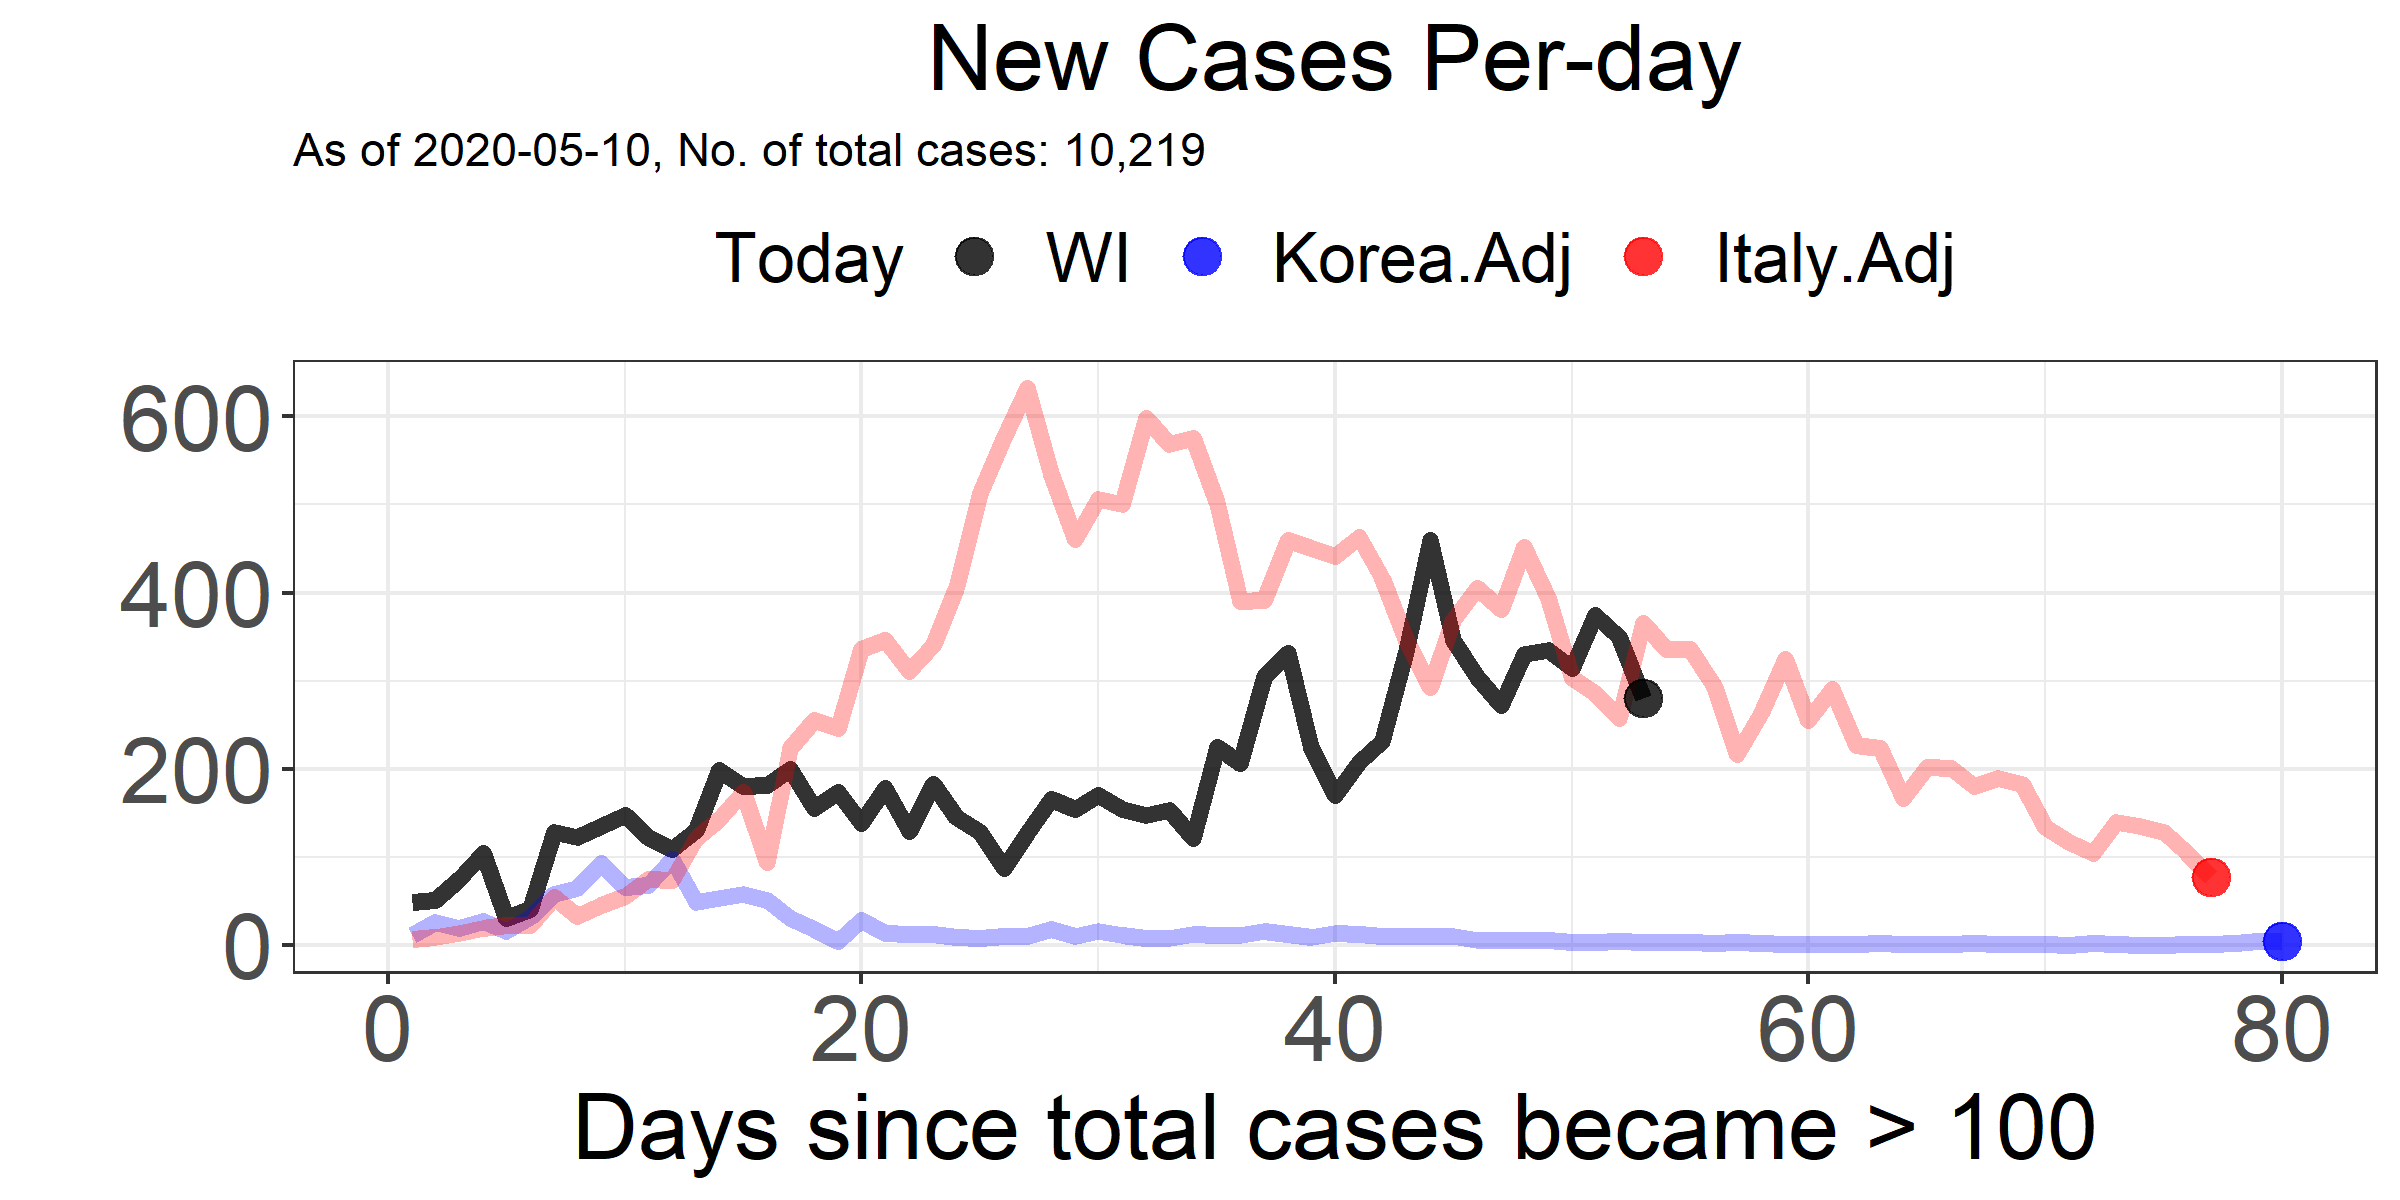 New Cases Per-day
As of 2020-05-10, No. of total cases: 10,219
Today WI Korea.Adj Italy.Adj
600
400
200
0
0 20 40 60 80
Days since total cases became > 100